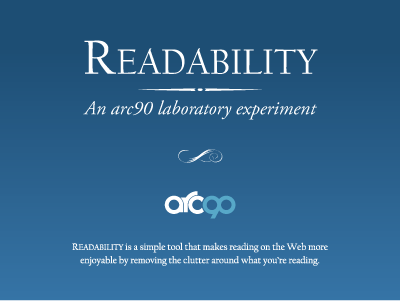 READABILITY
An arc90 laboratory experiment
arc90
READABILITY is a simple tool that makes reading on the Web more
enjoyable by removing the clutter around what you're reading.